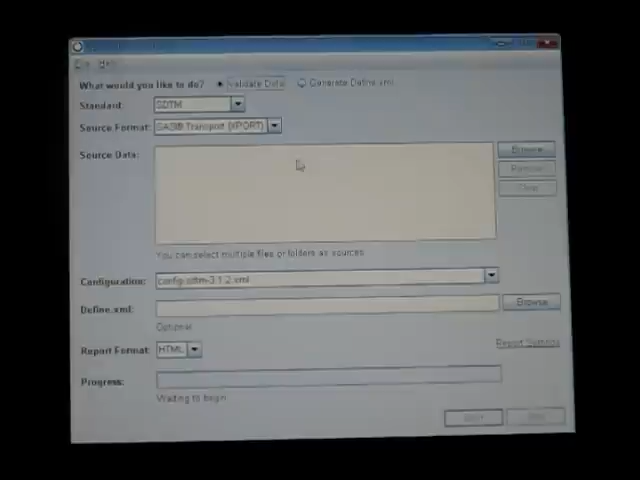 What would you like to do? Validate Data Generate Define.xml
Standard: SDTM
Source Format: SAS® Transport (XPORT)
Source Data: Browse
Remove
Clear
You can select multiple files or folders as sources
Configuration: config-sdtm-3.1.2.xml
Define.xml: Browse
Optional
Report Format: HTML Report Settings
Progress:
Waiting to begin